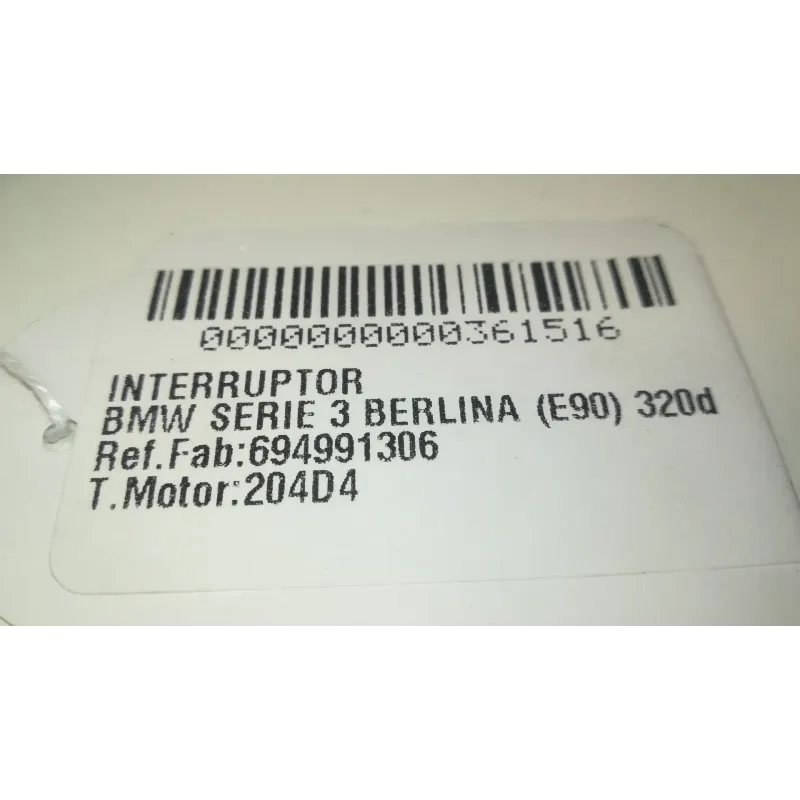 0000000000361516
INTERRUPTOR
BMW SERIE 3 BERLINA (E90) 320d
Ref.Fab:694991306
T.Motor:204D4